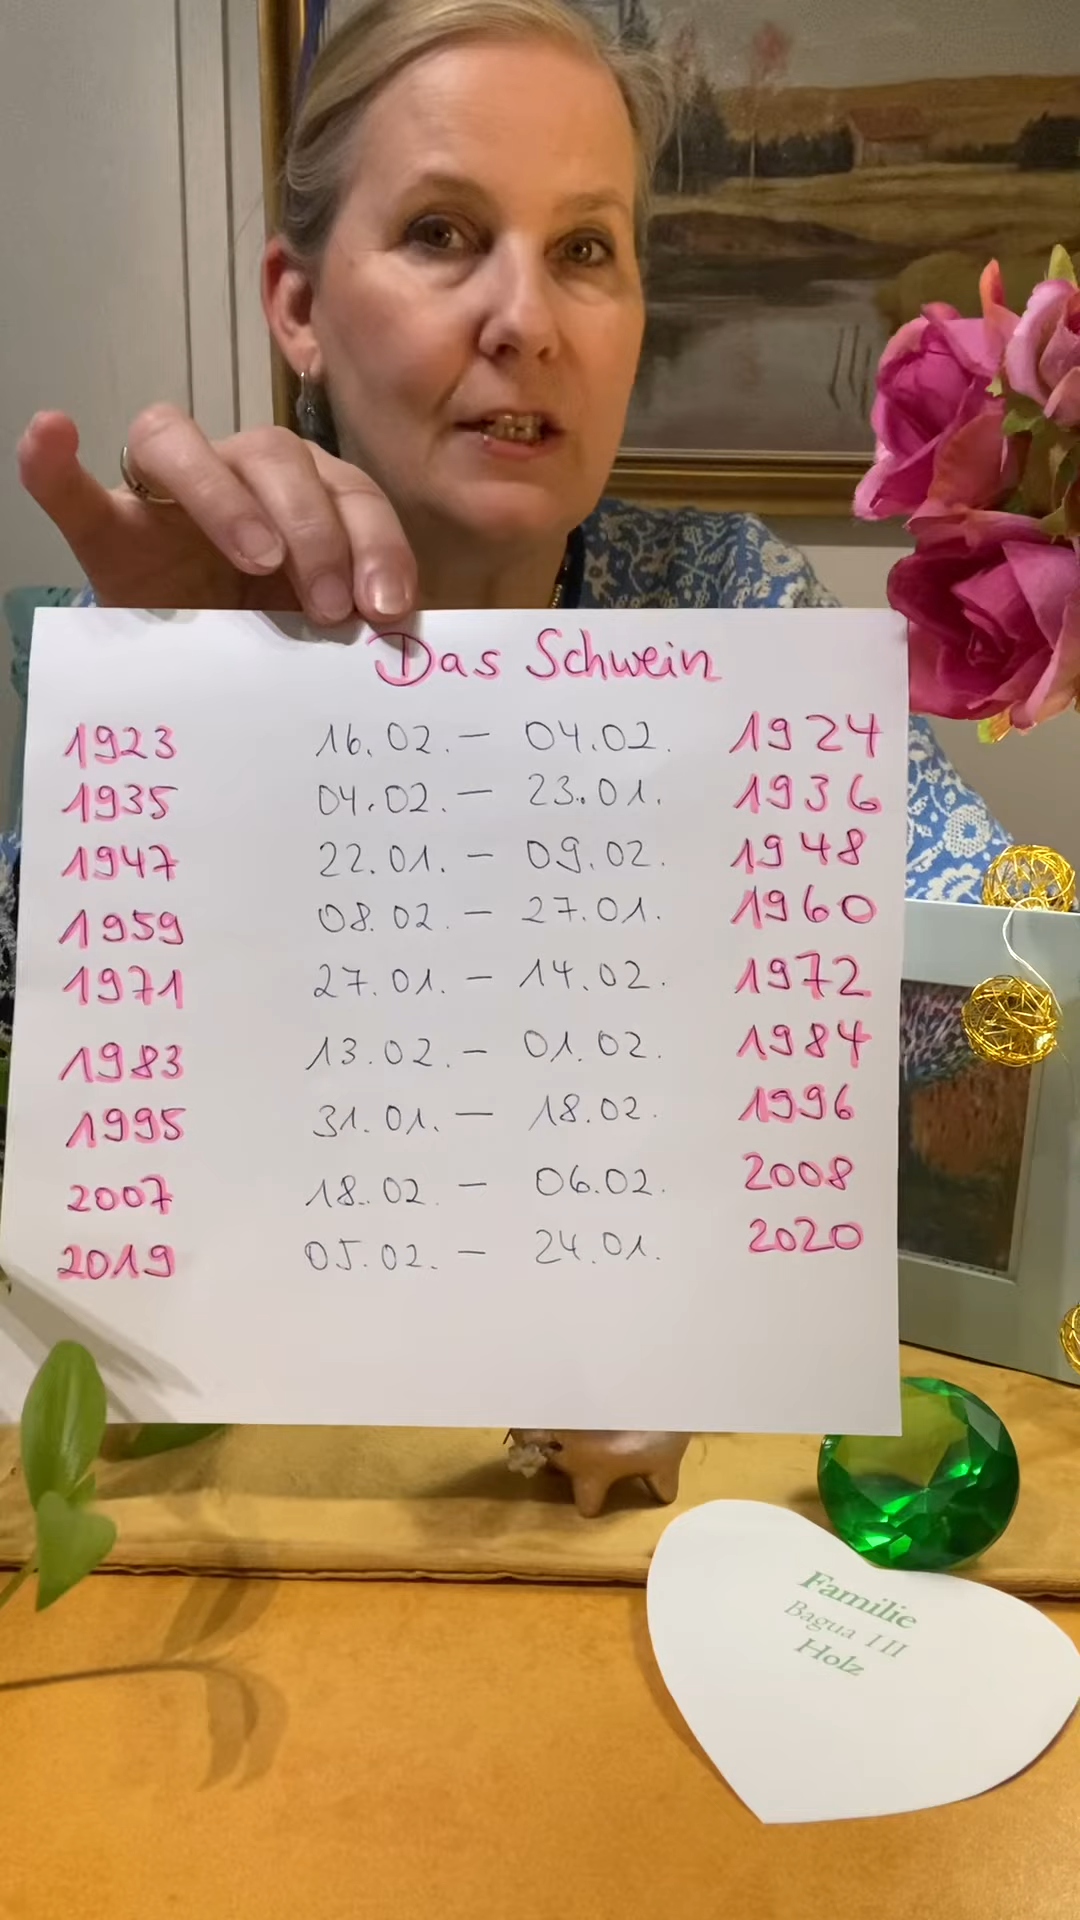 Das Schwein
1923 16.02. – 04.02. 1924
1935 04.02. – 23.01. 1936
1947 22.01. – 09.02. 1948
1959 08.02 – 27.01. 1960
1971 27.01. – 14.02. 1972
1983 13.02. – 01.02. 1984
1995 31.01. – 18.02. 1996
2007 18.02. – 06.02. 2008
2019 05.02. – 24.01. 2020
Familie
Bagua III
Holz